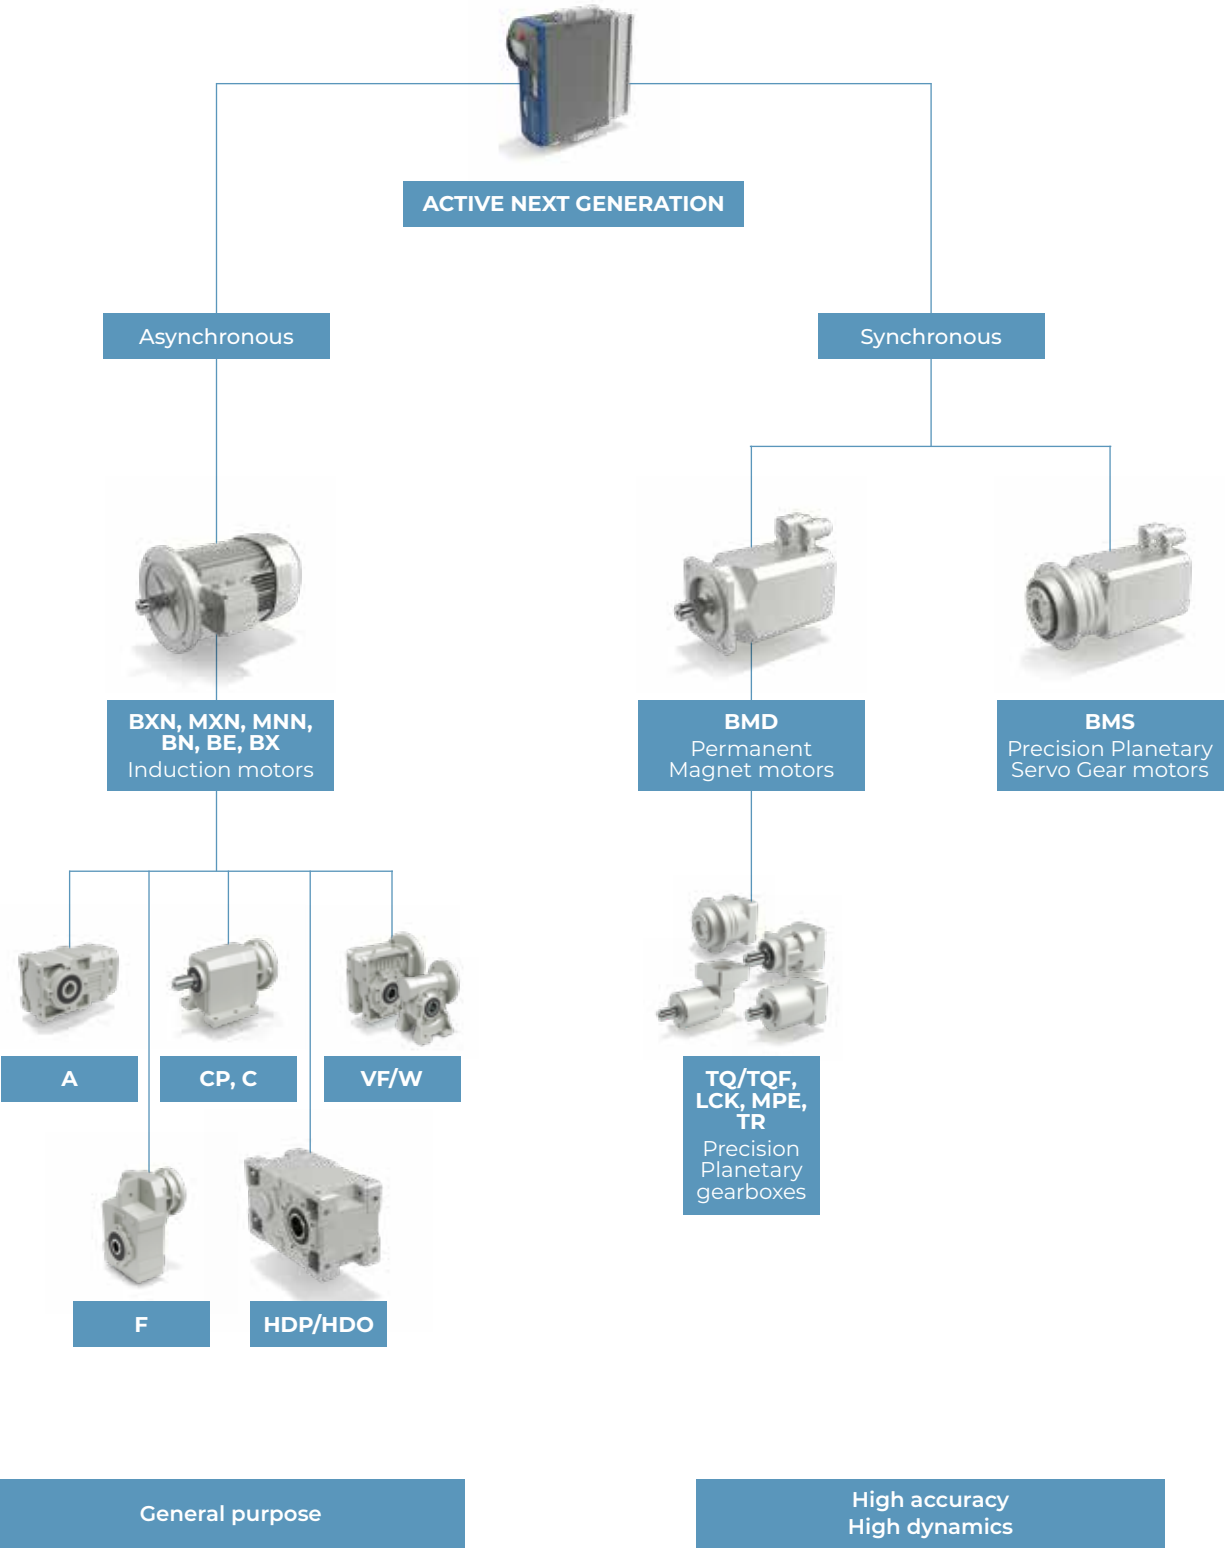 ACTIVE NEXT GENERATION
Asynchronous
Synchronous
BXN, MXN, MNN,
BN, BE, BX
Induction motors
BMD
Permanent
Magnet motors
BMS
Precision Planetary
Servo Gear motors
A
CP, C
VF/W
TQ/TQF,
LCK, MPE,
TR
Precision
Planetary
gearboxes
F
HDP/HDO
General purpose
High accuracy
High dynamics